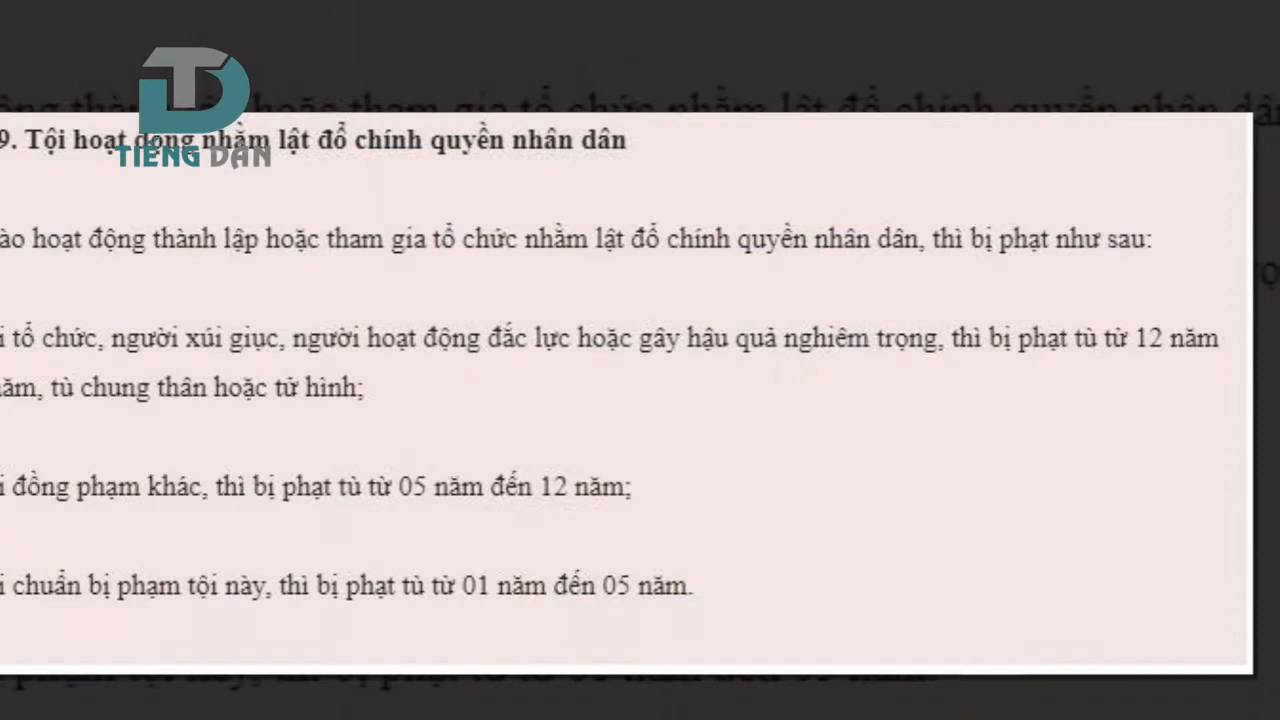 TIẾNG DÂN
9. Tội hoạt động nhằm lật đổ chính quyền nhân dân
ào hoạt động thành lập hoặc tham gia tổ chức nhằm lật đổ chính quyền nhân dân, thì bị phạt như sau:
i tổ chức, người xúi giục, người hoạt động đắc lực hoặc gây hậu quả nghiêm trọng, thì bị phạt tù từ 12 năm
năm, tù chung thân hoặc tử hình;
i đồng phạm khác, thì bị phạt tù từ 05 năm đến 12 năm;
i chuẩn bị phạm tội này, thì bị phạt tù từ 01 năm đến 05 năm.